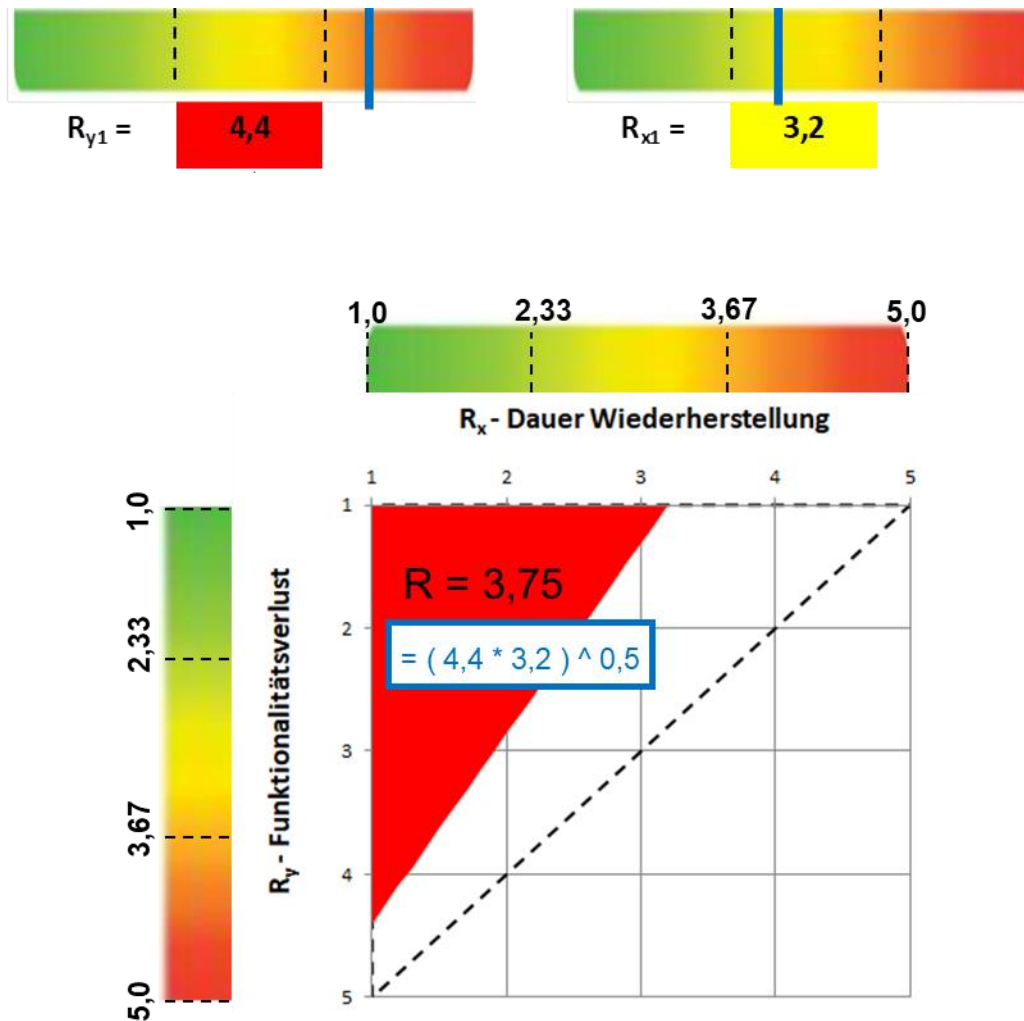 Ry1 = 4,4
Rx1 = 3,2
1,0 2,33 3,67 5,0
Rx - Dauer Wiederherstellung
1 2 3 4 5
1,0
2,33
3,67
5,0
Ry - Funktionalitätsverlust
1
2
3
4
5
R = 3,75
= ( 4,4 * 3,2 ) ^ 0,5